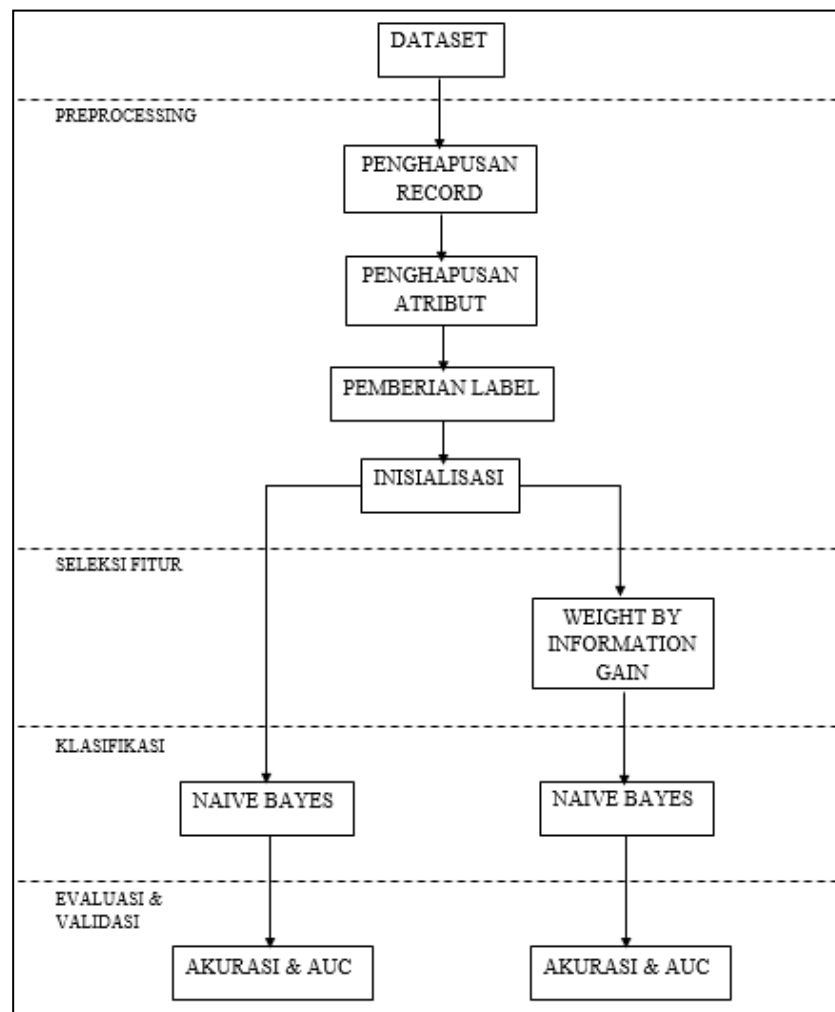 DATASET
PREPROCESSING
PENGHAPUSAN
RECORD
PENGHAPUSAN
ATRIBUT
PEMBERIAN LABEL
INISIALISASI
SELEKSI FITUR
WEIGHT BY
INFORMATION
GAIN
KLASIFIKASI
NAIVE BAYES
NAIVE BAYES
EVALUASI &
VALIDASI
AKURASI & AUC
AKURASI & AUC